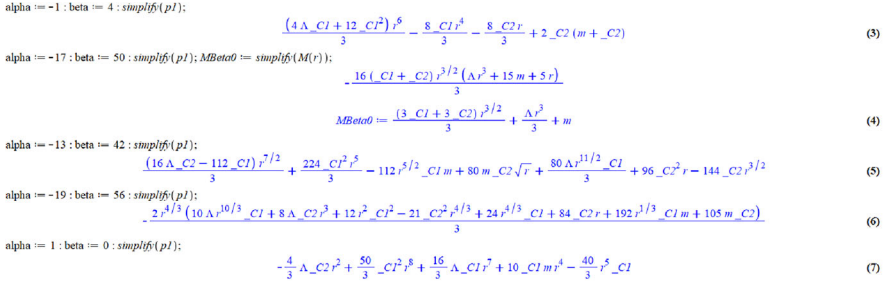 alpha := -1 : beta := 4 : simplify(p1);
(4 Λ _C1 + 12 _C1^2) r^6 / 3 - 8 _C1 r^4 / 3 - 8 _C2 r / 3 + 2 _C2 (m + _C2) (3)
alpha := -17 : beta := 50 : simplify(p1); MBeta0 := simplify(M(r));
- 16 (_C1 + _C2) r^3/2 (Λ r^3 + 15 m + 5 r) / 3
MBeta0 := (3 _C1 + 3 _C2) r^3/2 / 3 + Λ r^3 / 3 + m (4)
alpha := -13 : beta := 42 : simplify(p1);
(16 Λ _C2 - 112 _C1) r^7/2 / 3 + 224 _C1^2 r^5 / 3 - 112 r^5/2 _C1 m + 80 m _C2 √r + 80 Λ r^11/2 _C1 / 3 + 96 _C2^2 r - 144 _C2 r^3/2 (5)
alpha := -19 : beta := 56 : simplify(p1);
- 2 r^4/3 (10 Λ r^10/3 _C1 + 8 Λ _C2 r^3 + 12 r^2 _C1^2 - 21 _C2^2 r^4/3 + 24 r^4/3 _C1 + 84 _C2 r + 192 r^1/3 _C1 m + 105 m _C2) / 3 (6)
alpha := 1 : beta := 0 : simplify(p1);
- 4/3 Λ _C2 r^2 + 50/3 _C1^2 r^8 + 16/3 Λ _C1 r^7 + 10 _C1 m r^4 - 40/3 r^5 _C1 (7)